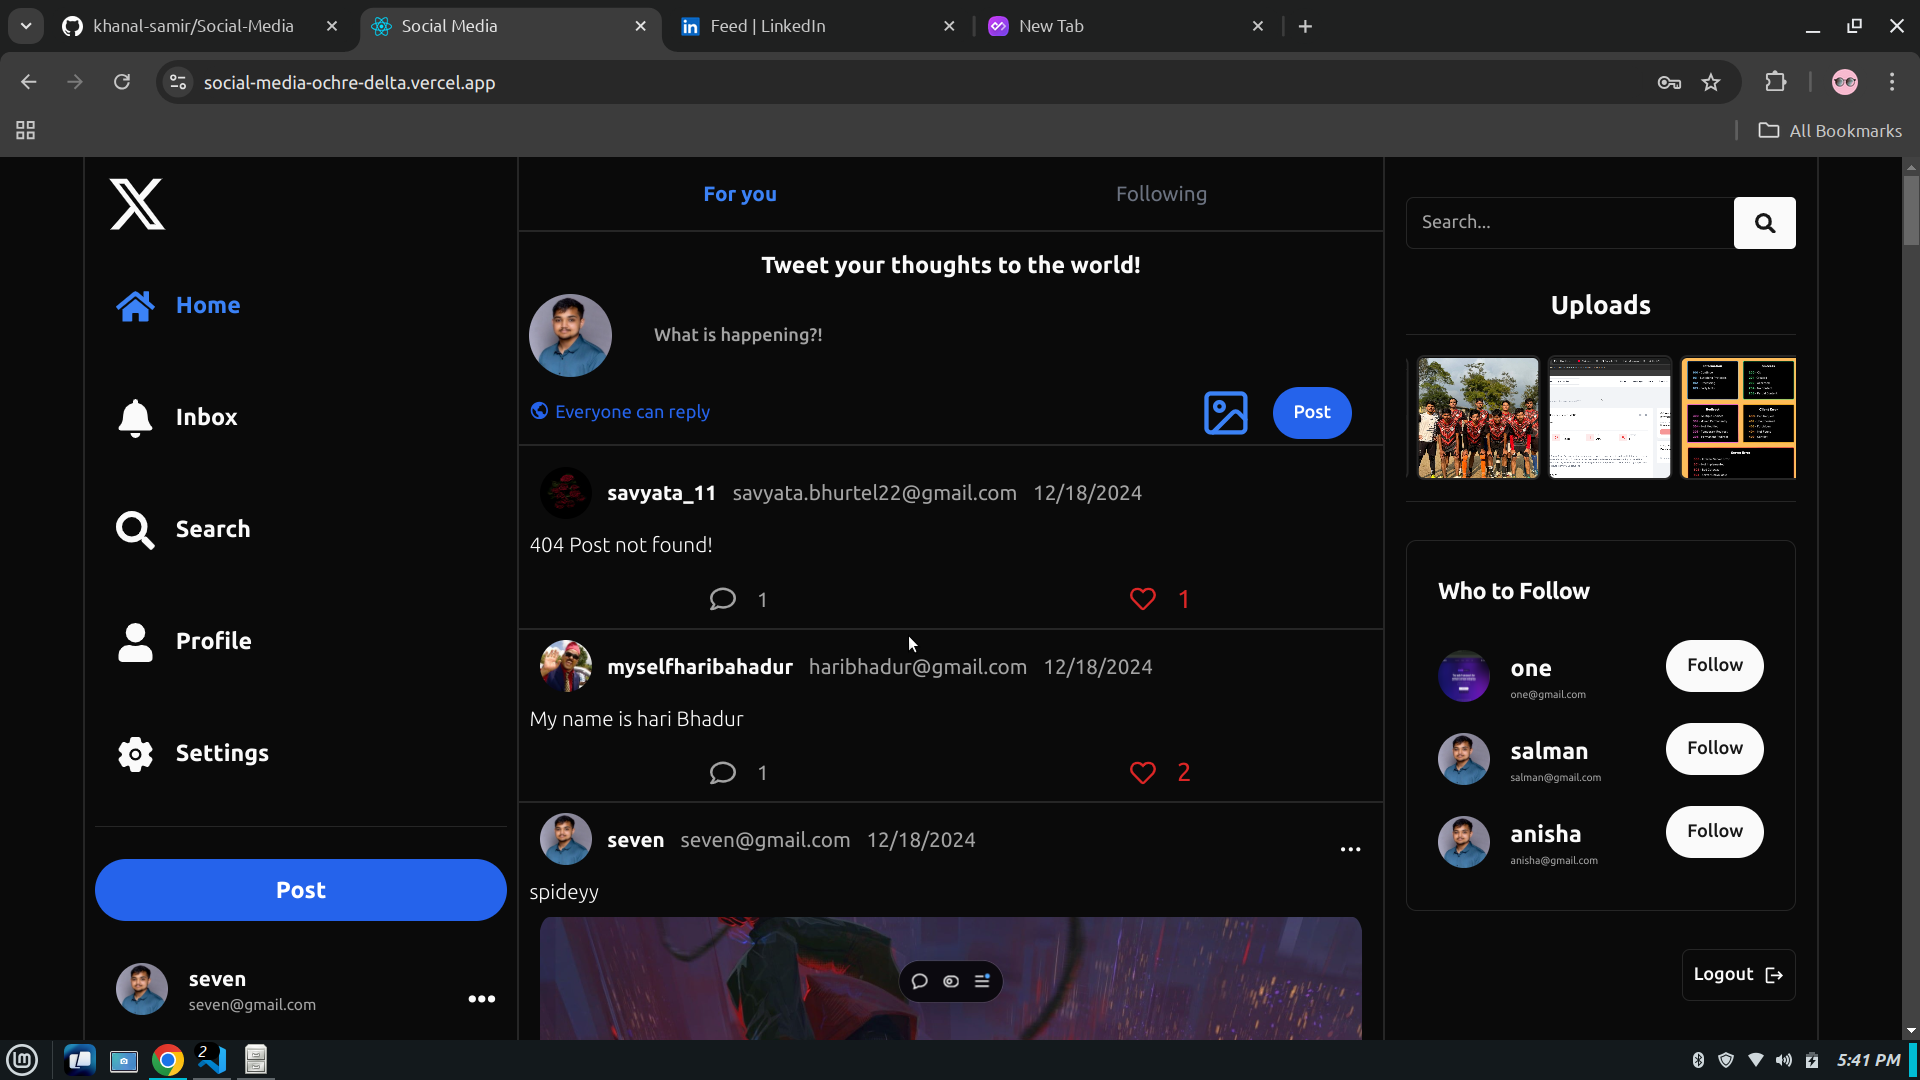 khanal-samir/Social-Media
Social Media
Feed | LinkedIn
New Tab
social-media-ochre-delta.vercel.app
All Bookmarks
Home
Inbox
Search
Profile
Settings
Post
seven
seven@gmail.com
For you
Following
Tweet your thoughts to the world!
What is happening?!
Everyone can reply
Post
savyata_11 savyata.bhurtel22@gmail.com 12/18/2024
404 Post not found!
1
1
myselfharibahadur haribhadur@gmail.com 12/18/2024
My name is hari Bhadur
1
2
seven seven@gmail.com 12/18/2024
spideyy
Search...
Uploads
Who to Follow
one
one@gmail.com
Follow
salman
salman@gmail.com
Follow
anisha
anisha@gmail.com
Follow
Logout
2
5:41 PM